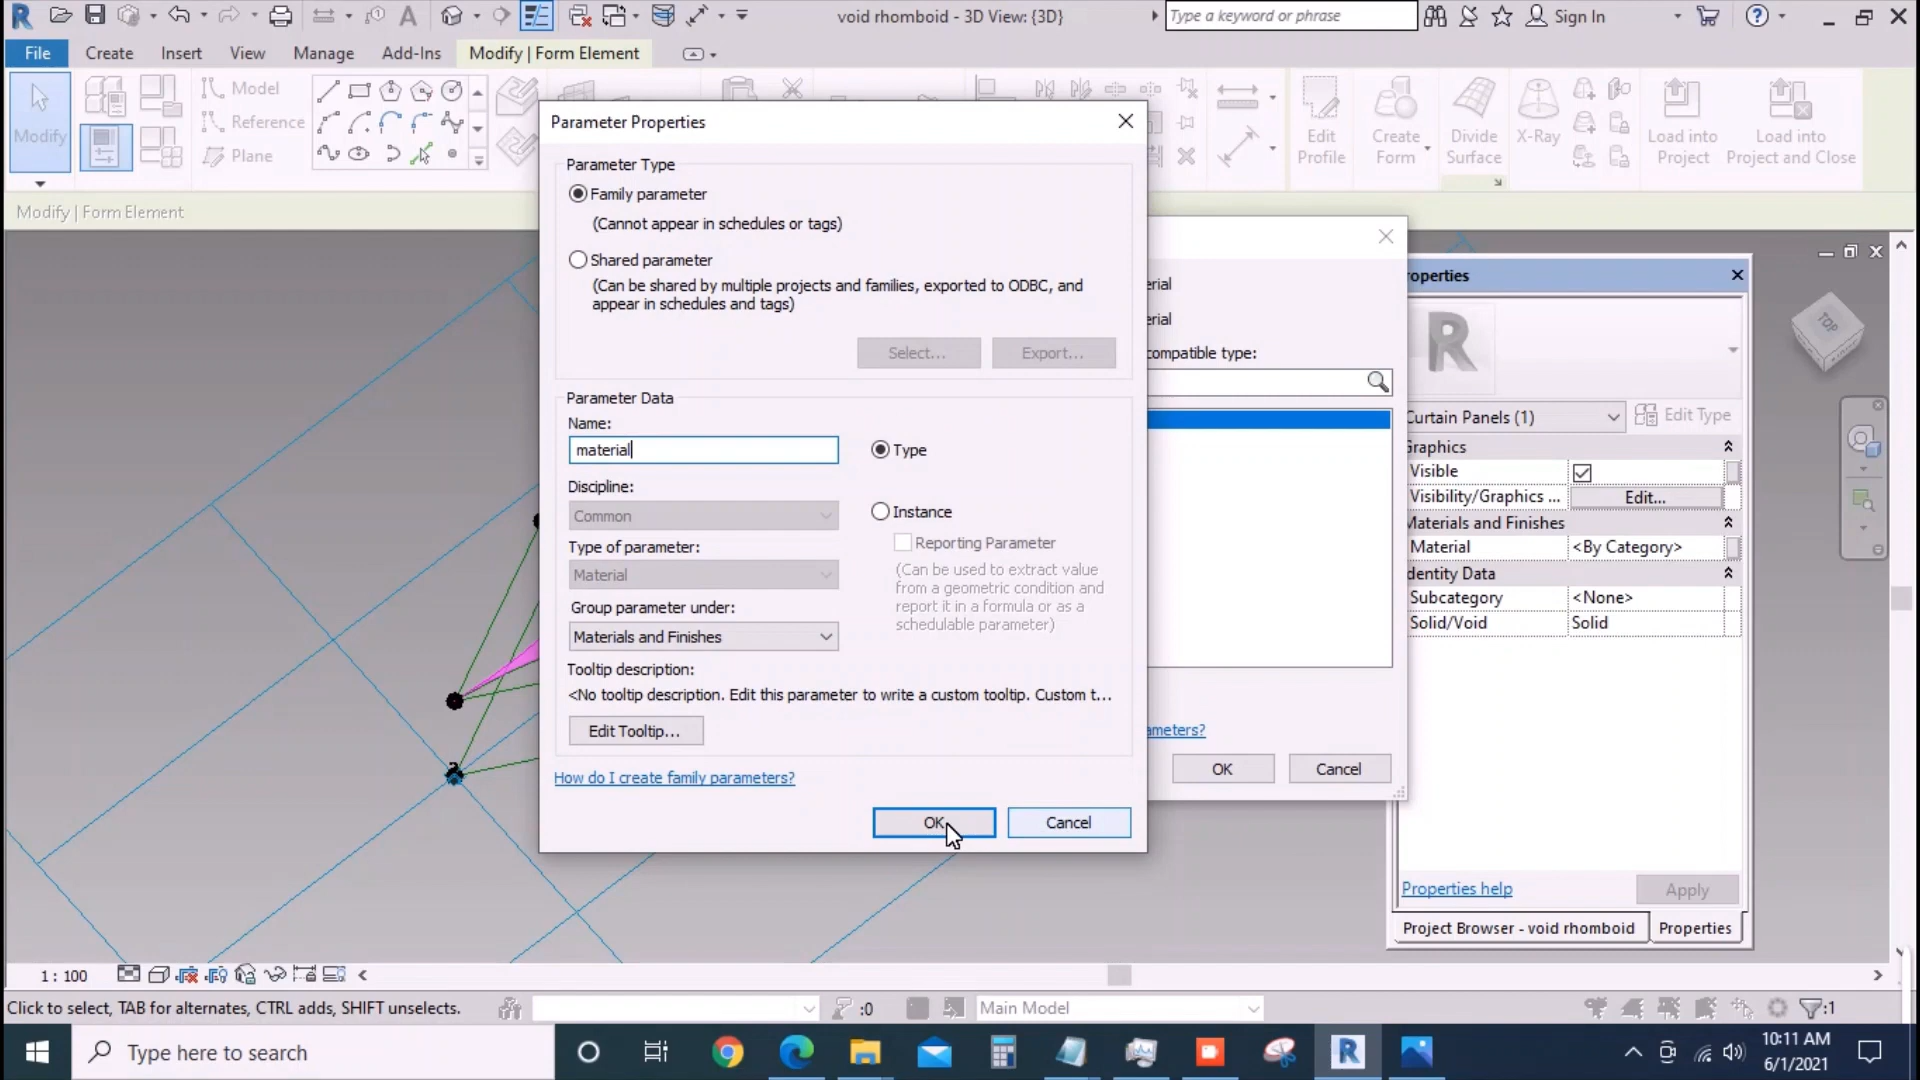 void rhomboid - 3D View: {3D}
Type a keyword or phrase
Sign In
File
Create
Insert
View
Manage
Add-Ins
Modify | Form Element
Modify
Model
Reference
Plane
Edit Profile
Create Form
Divide Surface
X-Ray
Load into Project
Load into Project and Close
Modify | Form Element
Parameter Properties
Parameter Type
Family parameter
(Cannot appear in schedules or tags)
Shared parameter
(Can be shared by multiple projects and families, exported to ODBC, and
appear in schedules and tags)
Select...
Export...
Parameter Data
Name:
material
Type
Discipline:
Common
Instance
Reporting Parameter
(Can be used to extract value
from a geometric condition and
report it in a formula or as a
schedulable parameter)
Type of parameter:
Material
Group parameter under:
Materials and Finishes
Tooltip description:
<No tooltip description. Edit this parameter to write a custom tooltip. Custom t...
Edit Tooltip...
How do I create family parameters?
OK
Cancel
erial
erial
compatible type:
ameters?
OK
Cancel
roperties
R
Curtain Panels (1)
Edit Type
Graphics
Visible
Visibility/Graphics ...
Edit...
Materials and Finishes
Material
<By Category>
dentity Data
Subcategory
<None>
Solid/Void
Solid
Properties help
Apply
Project Browser - void rhomboid
Properties
TOP
1 : 100
Click to select, TAB for alternates, CTRL adds, SHIFT unselects.
:0
Main Model
:1
Type here to search
10:11 AM
6/1/2021